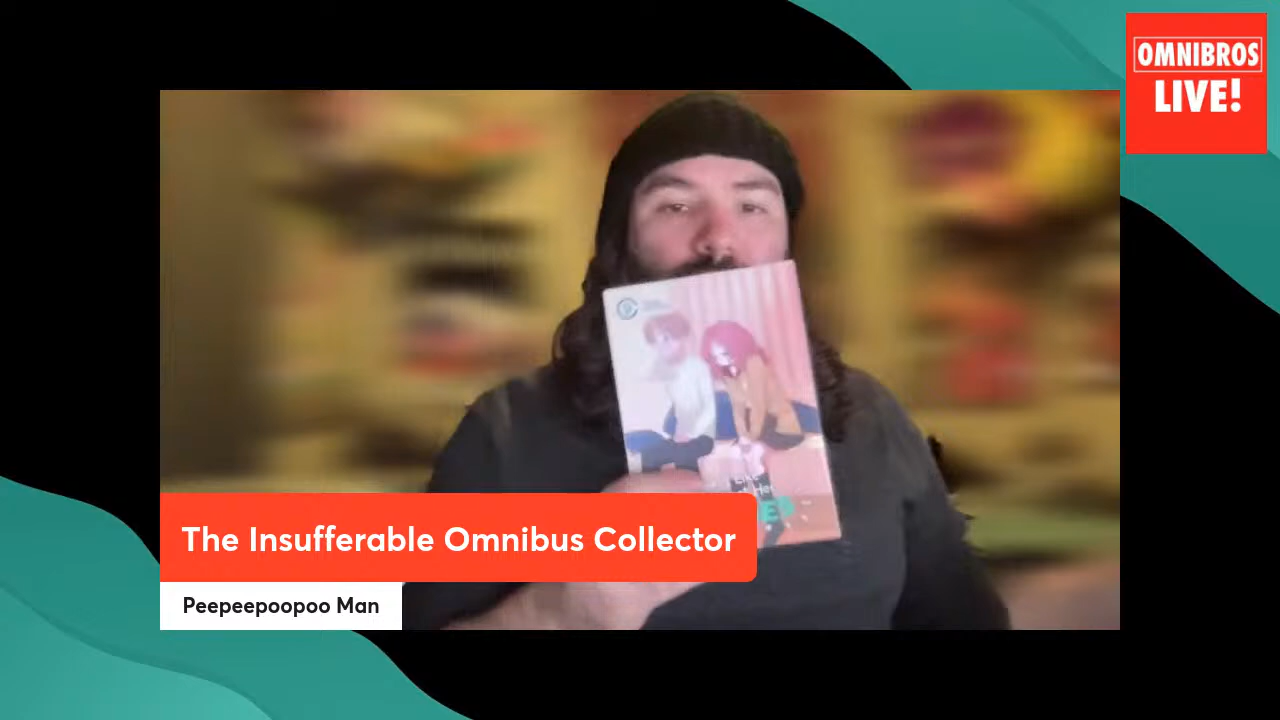 OMNIBROS
LIVE!
The Insufferable Omnibus Collector
Peepeepoopoo Man